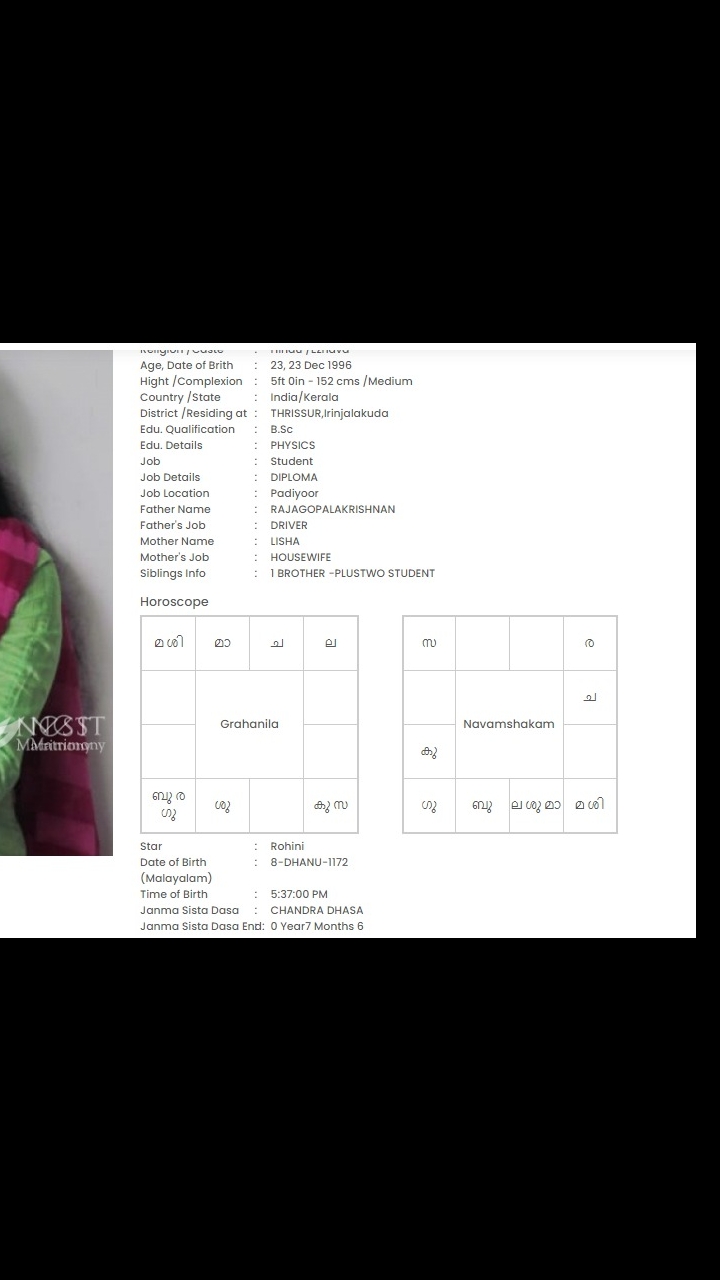 Religion /Caste : Hindu /Ezhava
Age, Date of Brith : 23, 23 Dec 1996
Hight /Complexion : 5ft 0in - 152 cms /Medium
Country /State : India/Kerala
District /Residing at : THRISSUR,Irinjalakuda
Edu. Qualification : B.Sc
Edu. Details : PHYSICS
Job : Student
Job Details : DIPLOMA
Job Location : Padiyoor
Father Name : RAJAGOPALAKRISHNAN
Father's Job : DRIVER
Mother Name : LISHA
Mother's Job : HOUSEWIFE
Siblings Info : 1 BROTHER -PLUSTWO STUDENT
Horoscope
മ ശി മാ ച ല
Grahanila
ബു ര ഗു ശു കു സ
സ ര
ച
Navamshakam
കു
ഗു ബു ല ശു മാ മ ശി
Star : Rohini
Date of Birth : 8-DHANU-1172
(Malayalam)
Time of Birth : 5:37:00 PM
Janma Sista Dasa : CHANDRA DHASA
Janma Sista Dasa End: 0 Year7 Months 6
Matrimony